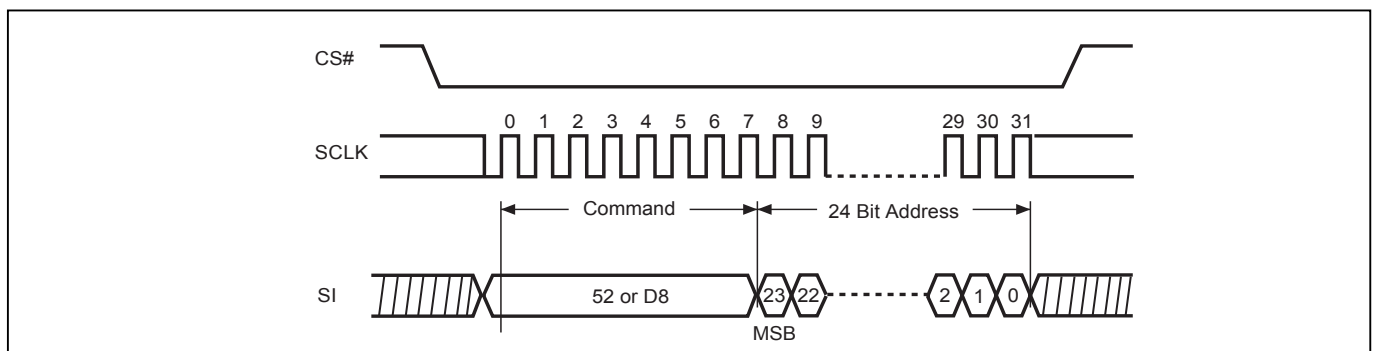 CS#
0 1 2 3 4 5 6 7 8 9 29 30 31
SCLK
Command 24 Bit Address
SI 52 or D8 23 22 2 1 0
MSB